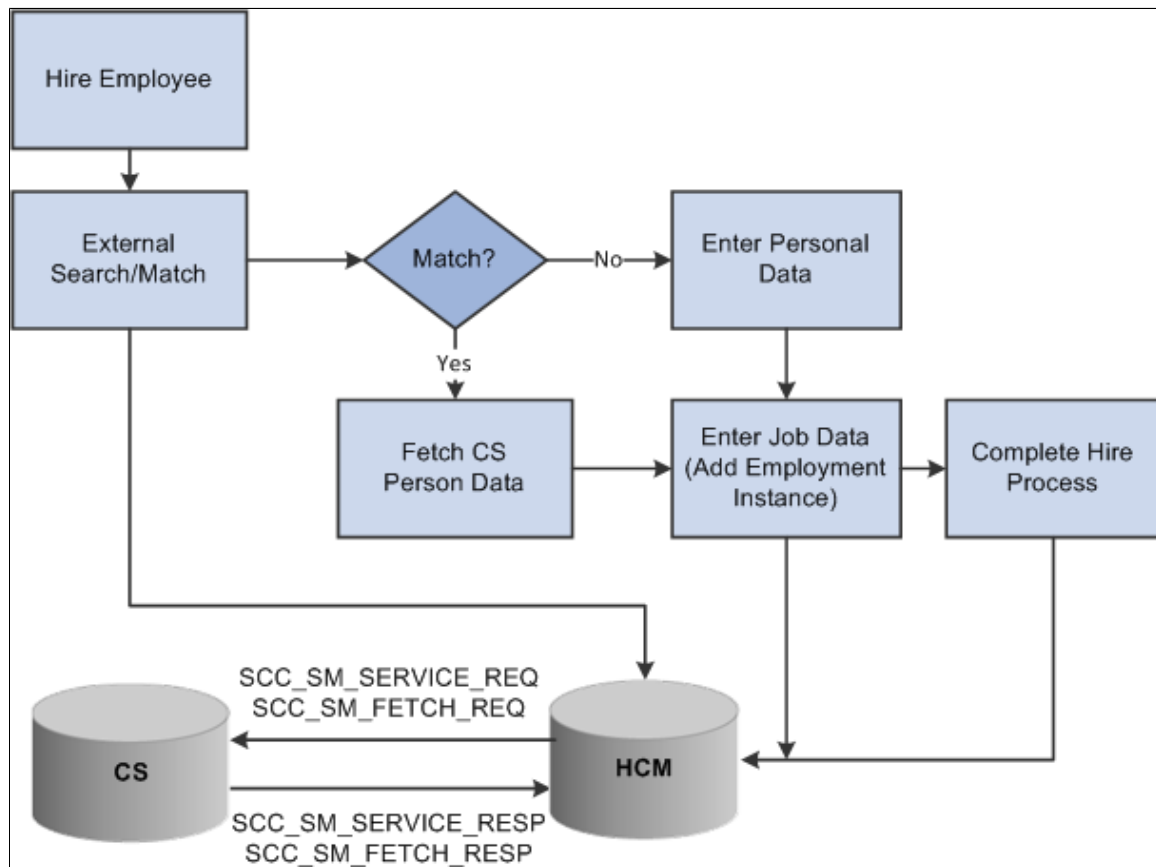 Hire Employee
External
Search/Match
Match?
No
Enter Personal
Data
Yes
Fetch CS
Person Data
Enter Job Data
(Add Employment
Instance)
Complete Hire
Process
SCC_SM_SERVICE_REQ
SCC_SM_FETCH_REQ
CS
HCM
SCC_SM_SERVICE_RESP
SCC_SM_FETCH_RESP